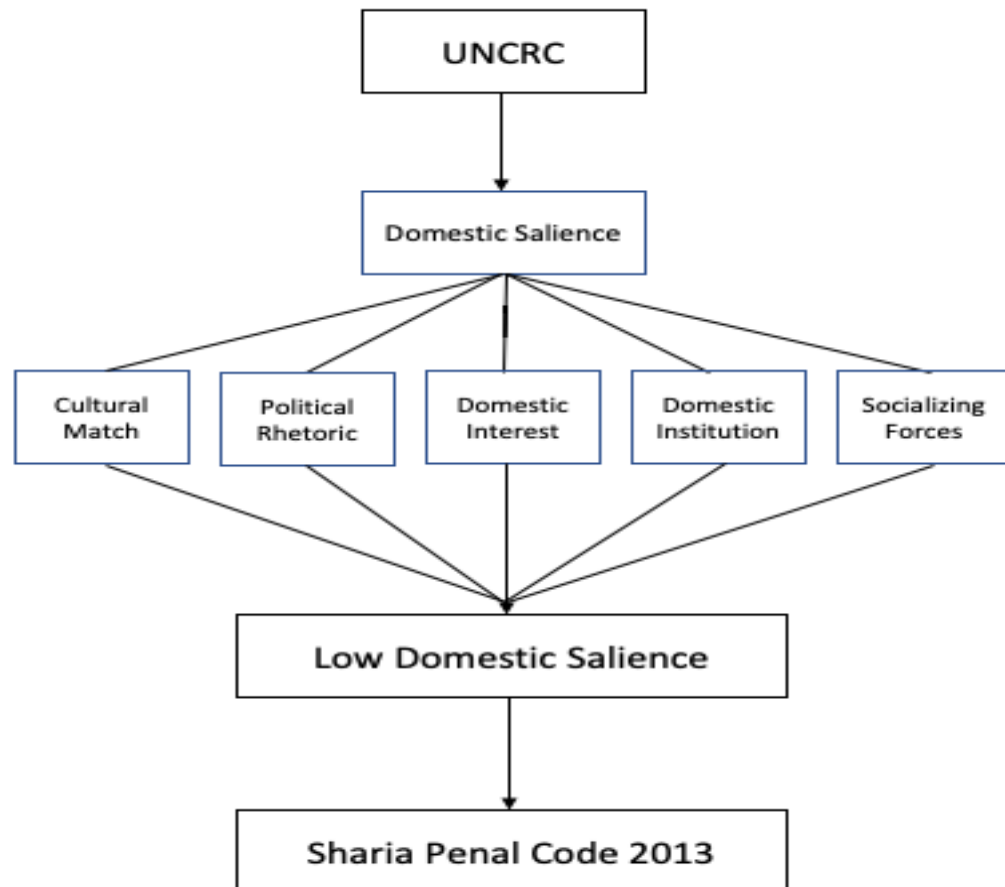 UNCRC
Domestic Salience
Cultural
Match
Political
Rhetoric
Domestic
Interest
Domestic
Institution
Socializing
Forces
Low Domestic Salience
Sharia Penal Code 2013